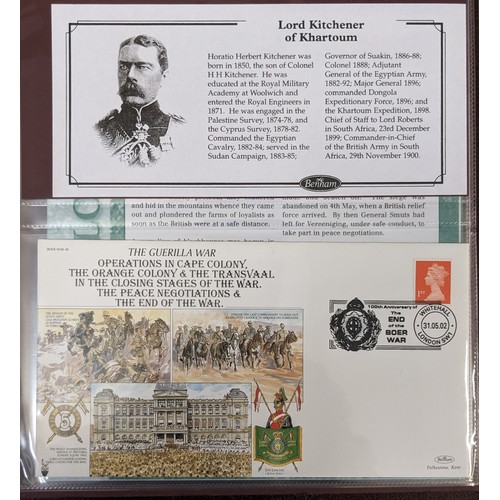 Lord Kitchener
of Khartoum
Horatio Herbert Kitchener was
born in 1850, the son of Colonel
H H Kitchener. He was
educated at the Royal Military
Academy at Woolwich and
entered the Royal Engineers in
1871. He was engaged in the
Palestine Survey, 1874-78, and
the Cyprus Survey, 1878-82.
Commanded the Egyptian
Cavalry, 1882-84; served in the
Sudan Campaign, 1883-85;
Governor of Suakin, 1886-88;
Colonel 1888; Adjutant
General of the Egyptian Army,
1882-92; Major General 1896;
commanded Dongola
Expeditionary Force, 1896; and
the Khartoum Expedition, 1898.
Chief of Staff to Lord Roberts
in South Africa, 23rd December
1899; Commander-in-Chief
of the British Army in South
Africa, 29th November 1900.
Benham
and hid in the mountains whence they came
out and plundered the farms of loyalists as
soon as the British were at a safe distance.
abandoned on 4th May, when a British relief
force arrived. By then General Smuts had
left for Vereeniging, under safe-conduct, to
take part in peace negotiations.
THE GUERILLA WAR
OPERATIONS IN CAPE COLONY,
THE ORANGE COLONY & THE TRANSVAAL
IN THE CLOSING STAGES OF THE WAR.
THE PEACE NEGOTIATIONS &
THE END OF THE WAR.
1ST
100th Anniversary of
The
END
of the
BOER
WAR
WHITEHALL
31.05.02
LONDON SW1
5
Benham
Folkestone, Kent